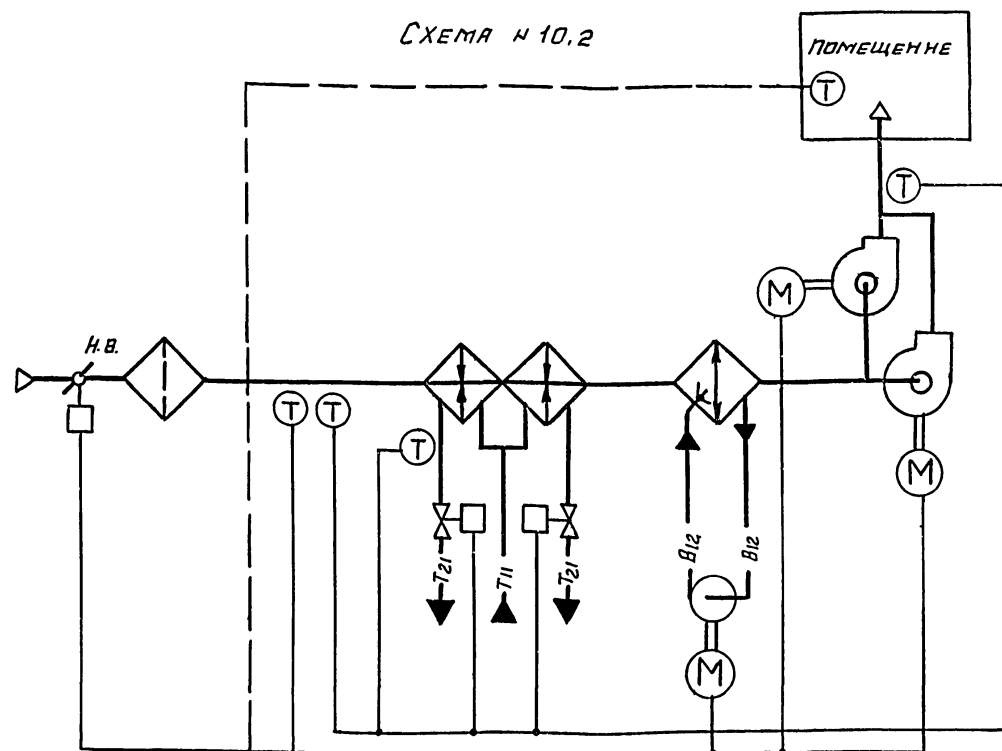 СХЕМА N 10.2
ПОМЕЩЕНИЕ
Т
Т
М
Н.В.
Т
Т
Т
М
Т21
Т11
Т21
В12
В12
М